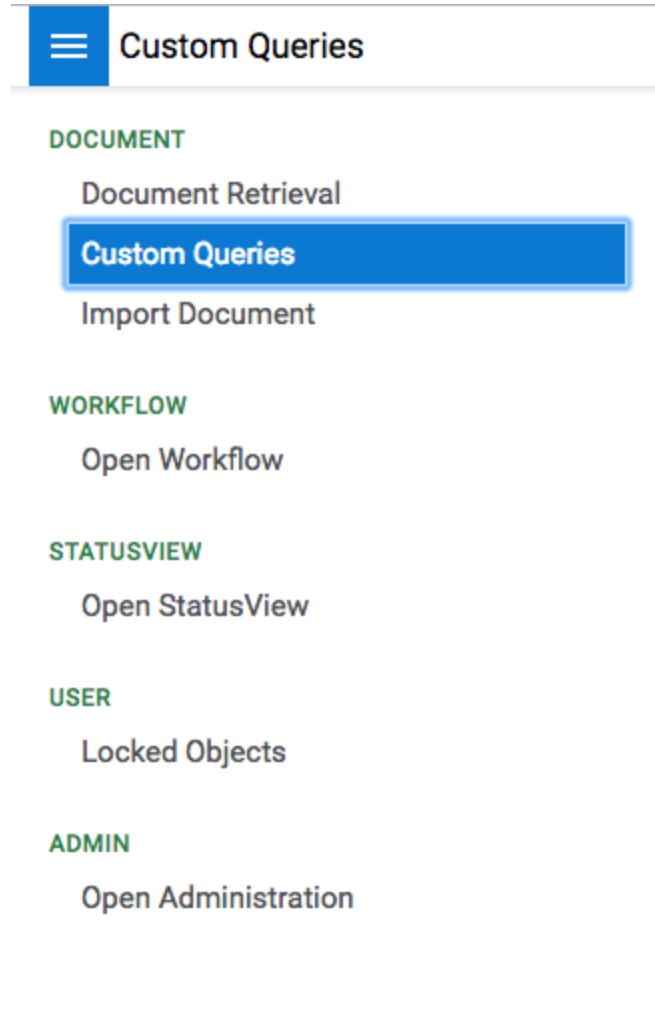 Custom Queries
DOCUMENT
Document Retrieval
Custom Queries
Import Document
WORKFLOW
Open Workflow
STATUSVIEW
Open StatusView
USER
Locked Objects
ADMIN
Open Administration